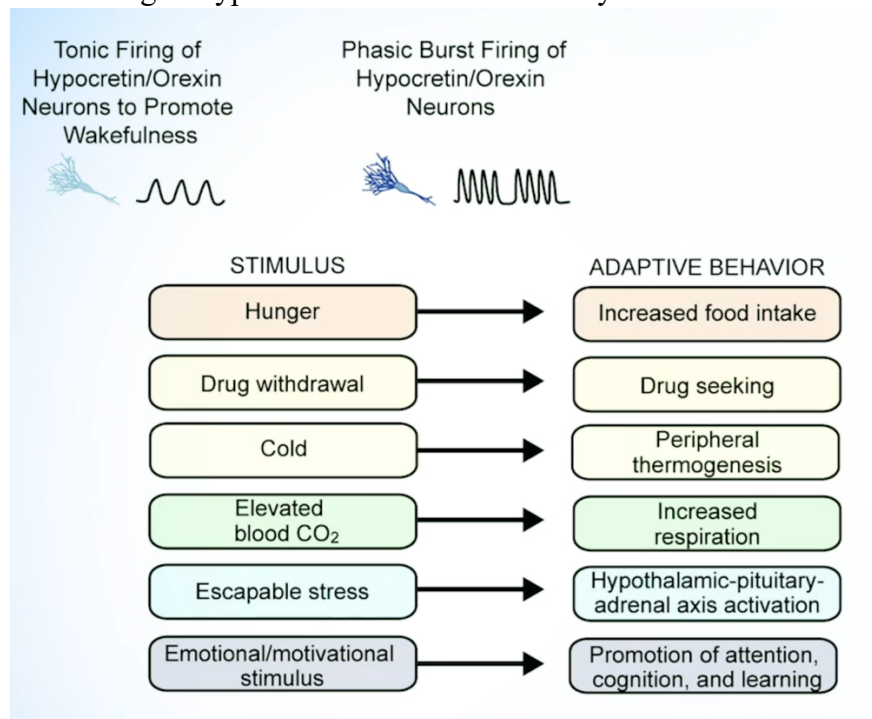 Tonic Firing of
Hypocretin/Orexin
Neurons to Promote
Wakefulness
Phasic Burst Firing of
Hypocretin/Orexin
Neurons
STIMULUS
ADAPTIVE BEHAVIOR
Hunger
Increased food intake
Drug withdrawal
Drug seeking
Cold
Peripheral
thermogenesis
Elevated
blood CO₂
Increased
respiration
Escapable stress
Hypothalamic-pituitary-
adrenal axis activation
Emotional/motivational
stimulus
Promotion of attention,
cognition, and learning